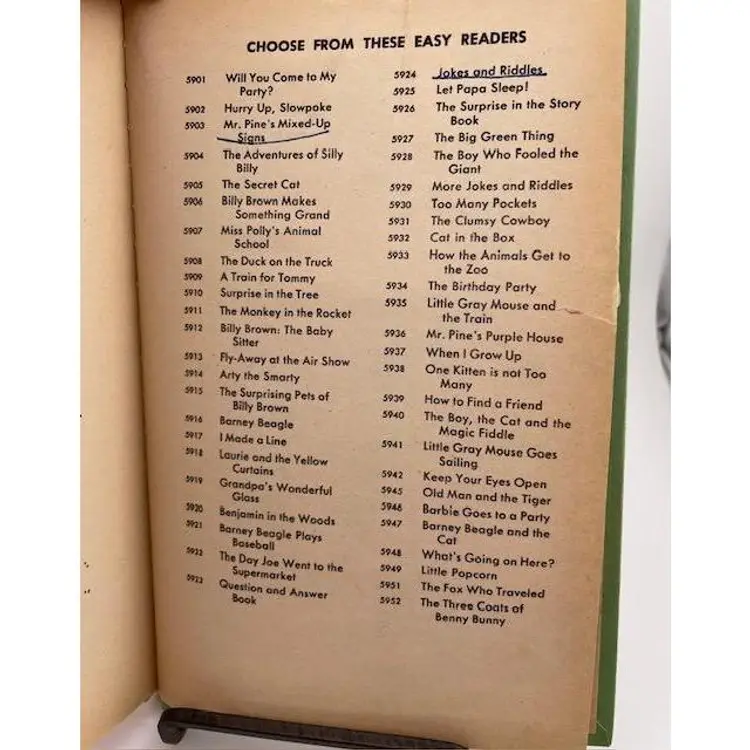 CHOOSE FROM THESE EASY READERS
5901 Will You Come to My
Party?
5902 Hurry Up, Slowpoke
5903 Mr. Pine's Mixed-Up
Signs
5904 The Adventures of Silly
Billy
5905 The Secret Cat
5906 Billy Brown Makes
Something Grand
5907 Miss Polly's Animal
School
5908 The Duck on the Truck
5909 A Train for Tommy
5910 Surprise in the Tree
5911 The Monkey in the Rocket
5912 Billy Brown: The Baby
Sitter
5913 Fly-Away at the Air Show
5914 Arty the Smarty
5915 The Surprising Pets of
Billy Brown
5916 Barney Beagle
5917 I Made a Line
5918 Laurie and the Yellow
Curtains
5919 Grandpa's Wonderful
Glass
5920 Benjamin in the Woods
5921 Barney Beagle Plays
Baseball
5922 The Day Joe Went to the
Supermarket
5923 Question and Answer
Book
5924 Jokes and Riddles
5925 Let Papa Sleep!
5926 The Surprise in the Story
Book
5927 The Big Green Thing
5928 The Boy Who Fooled the
Giant
5929 More Jokes and Riddles
5930 Too Many Pockets
5931 The Clumsy Cowboy
5932 Cat in the Box
5933 How the Animals Get to
the Zoo
5934 The Birthday Party
5935 Little Gray Mouse and
the Train
5936 Mr. Pine's Purple House
5937 When I Grow Up
5938 One Kitten is not Too
Many
5939 How to Find a Friend
5940 The Boy, the Cat and the
Magic Fiddle
5941 Little Gray Mouse Goes
Sailing
5942 Keep Your Eyes Open
5945 Old Man and the Tiger
5946 Barbie Goes to a Party
5947 Barney Beagle and the
Cat
5948 What's Going on Here?
5949 Little Popcorn
5951 The Fox Who Traveled
5952 The Three Coats of
Benny Bunny